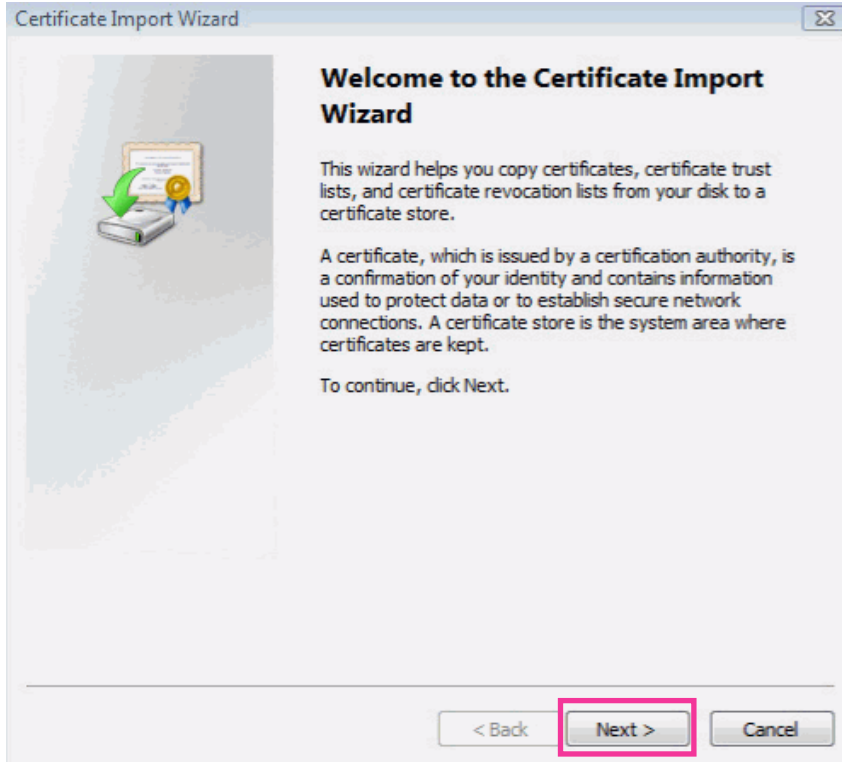 Certificate Import Wizard
Welcome to the Certificate Import
Wizard
This wizard helps you copy certificates, certificate trust
lists, and certificate revocation lists from your disk to a
certificate store.
A certificate, which is issued by a certification authority, is
a confirmation of your identity and contains information
used to protect data or to establish secure network
connections. A certificate store is the system area where
certificates are kept.
To continue, click Next.
< Back Next > Cancel